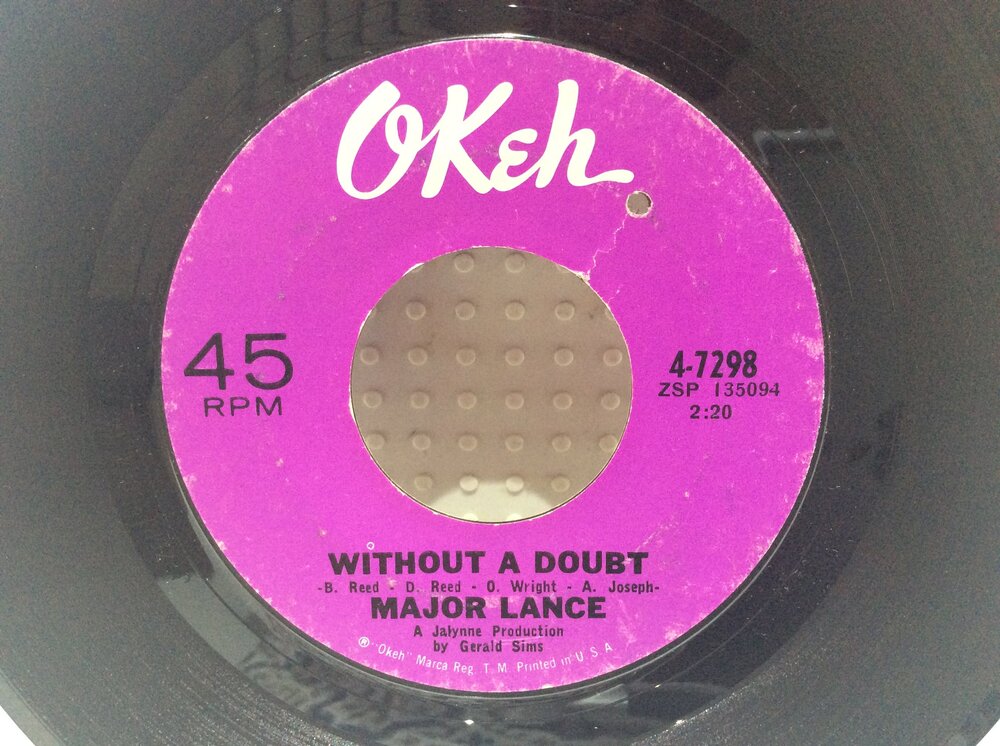 OKeh
45
RPM
4-7298
ZSP 135094
2:20
WITHOUT A DOUBT
-B. Reed - D. Reed - O. Wright - A. Joseph-
MAJOR LANCE
A Jalynne Production
by Gerald Sims
® "Okeh" Marca Reg. T M Printed in U S A